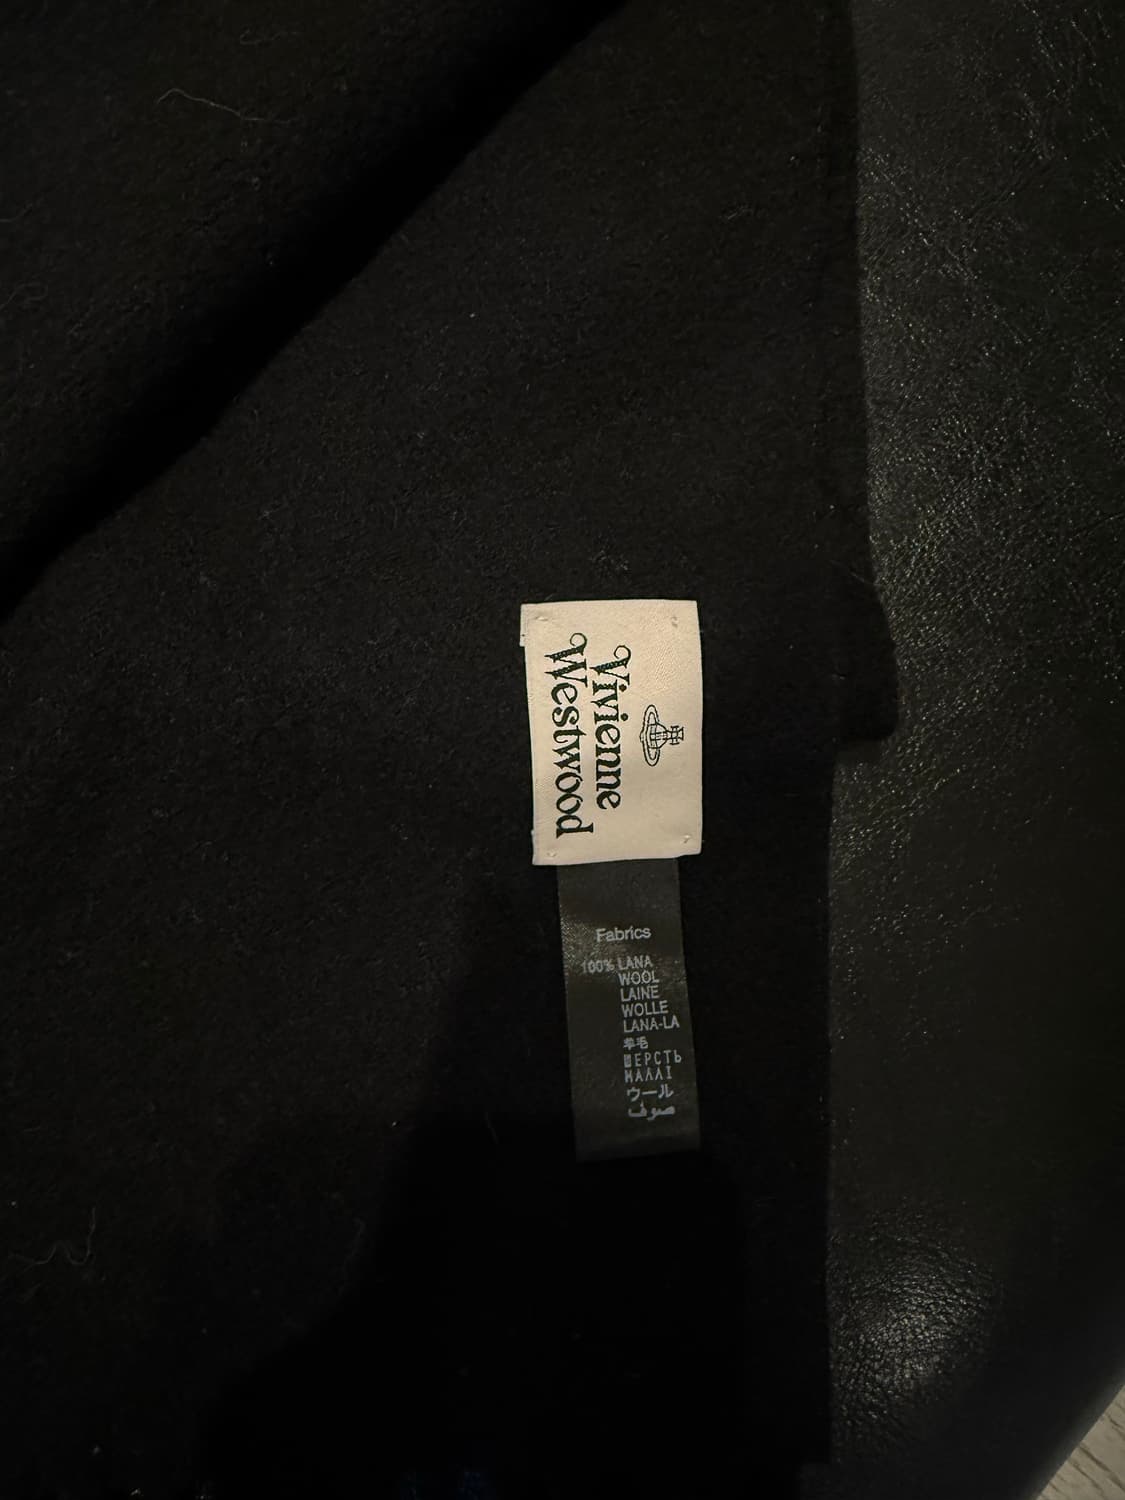 Vivienne
Westwood
Fabrics
100% LANA
WOOL
LAINE
WOLLE
LANA-LA
羊毛
ШЕРСТЬ
ΜΑΛΛΙ
ウール
صوف